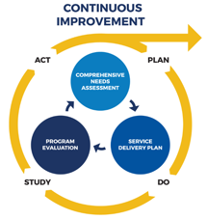 CONTINUOUS
IMPROVEMENT
ACT
PLAN
COMPREHENSIVE
NEEDS
ASSESSMENT
PROGRAM
EVALUATION
SERVICE
DELIVERY PLAN
STUDY
DO